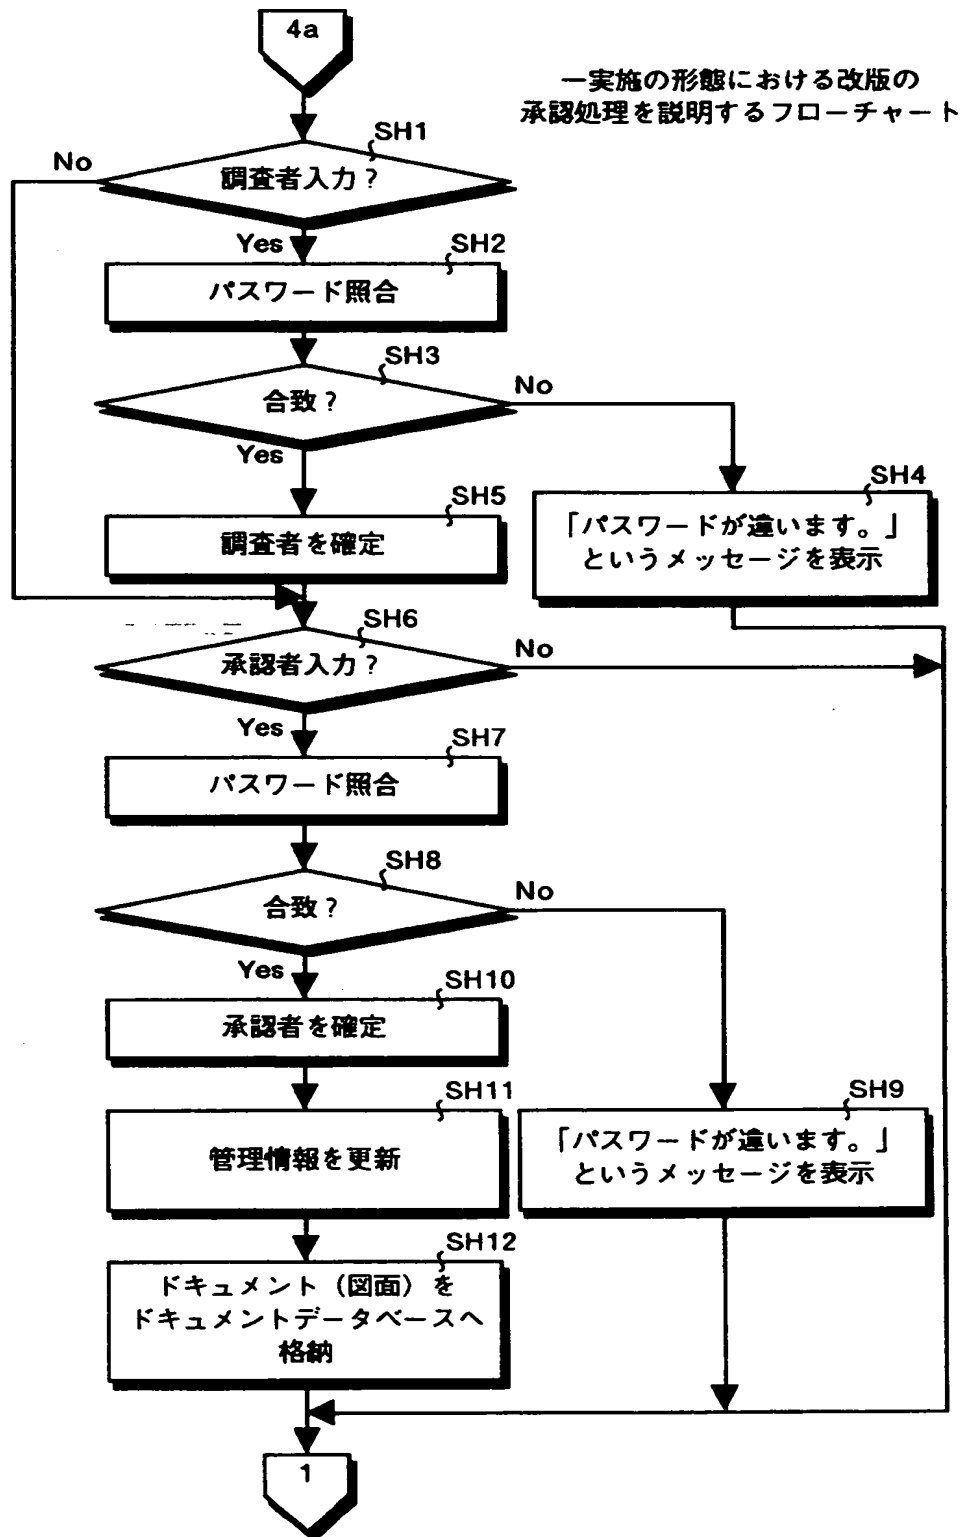 4a
一実施の形態における改版の
承認処理を説明するフローチャート
SH1
No
調査者入力？
Yes
SH2
パスワード照合
SH3
No
合致？
Yes
SH4
「パスワードが違います。」
というメッセージを表示
SH5
調査者を確定
SH6
No
承認者入力？
Yes
SH7
パスワード照合
SH8
No
合致？
Yes
SH10
承認者を確定
SH11
管理情報を更新
SH9
「パスワードが違います。」
というメッセージを表示
SH12
ドキュメント（図面）を
ドキュメントデータベースへ
格納
1